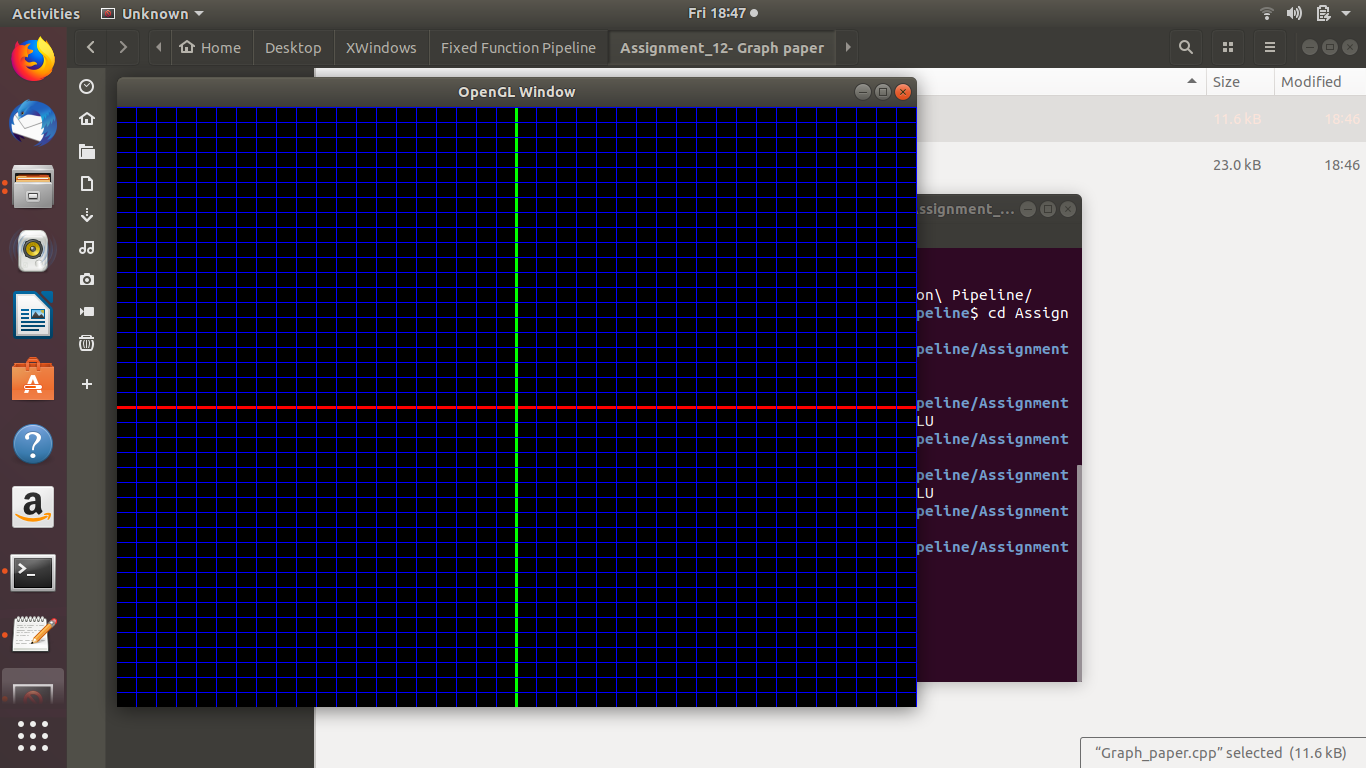 Activities Unknown Fri 18:47
Home Desktop XWindows Fixed Function Pipeline Assignment_12- Graph paper
Size Modified
OpenGL Window
11.6 kB 18:46
23.0 kB 18:46
ssignment_...
on\ Pipeline/
peline$ cd Assign
peline/Assignment
peline/Assignment
LU
peline/Assignment
peline/Assignment
LU
peline/Assignment
peline/Assignment
“Graph_paper.cpp” selected (11.6 kB)